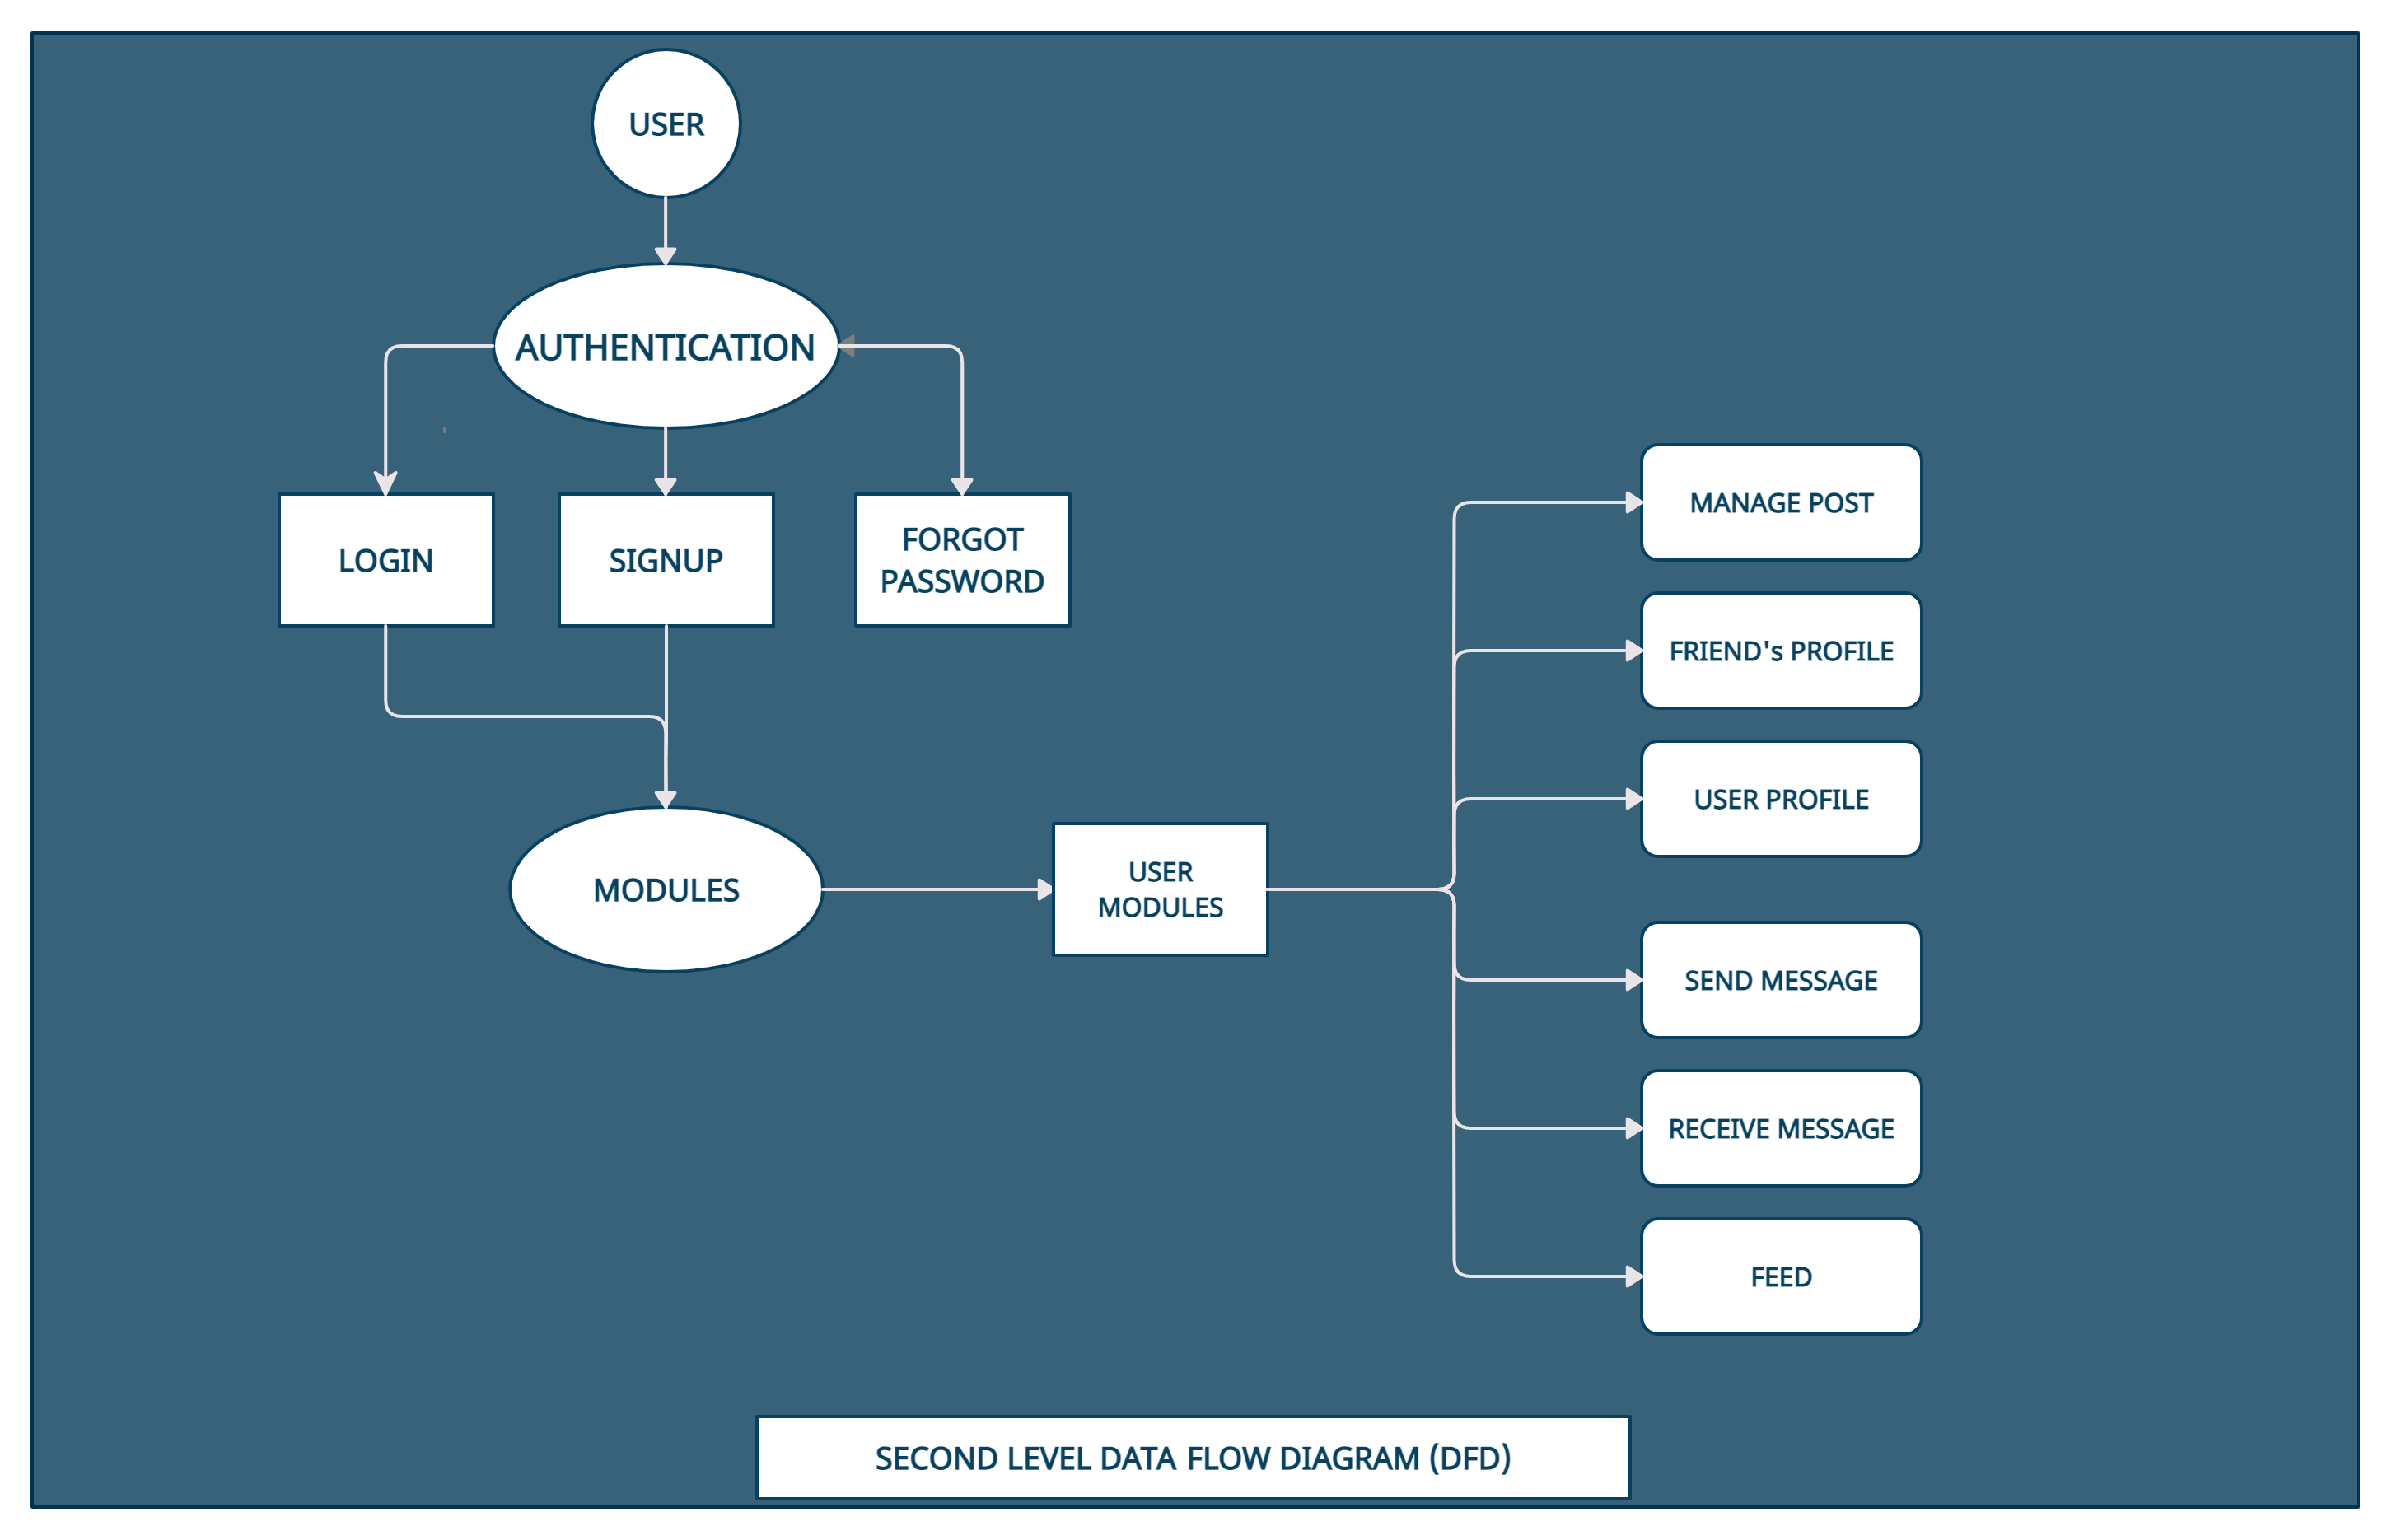 USER
AUTHENTICATION
LOGIN
SIGNUP
FORGOT
PASSWORD
MODULES
USER
MODULES
MANAGE POST
FRIEND's PROFILE
USER PROFILE
SEND MESSAGE
RECEIVE MESSAGE
FEED
SECOND LEVEL DATA FLOW DIAGRAM (DFD)